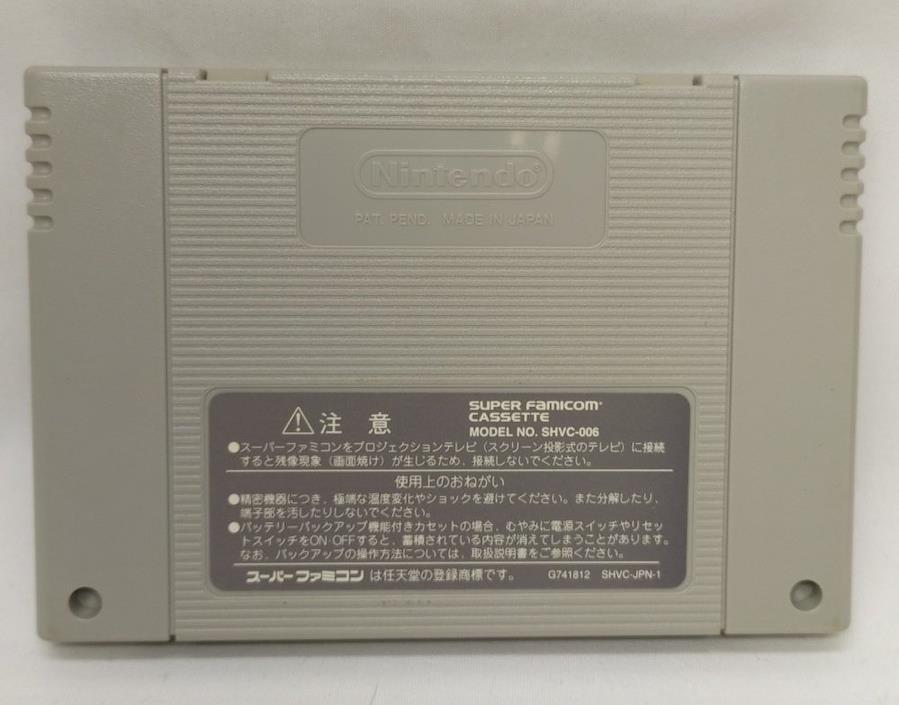 Nintendo®
PAT. PEND. MADE IN JAPAN
注意
SUPER FAMICOM®
CASSETTE
MODEL NO. SHVC-006
●スーパーファミコンをプロジェクションテレビ（スクリーン投影式のテレビ）に接続
すると残像現象（画面焼け）が生じるため、接続しないでください。
使用上のおねがい
●精密機器につき、極端な温度変化やショックを避けてください。また分解したり、
端子部を汚したりしないでください。
●バッテリーバックアップ機能付きカセットの場合、むやみに電源スイッチやリセッ
トスイッチをON・OFFすると、蓄積されている内容が消えてしまうことがあります。
なお、バックアップの操作方法については、取扱説明書をご参照ください。
スーパーファミコンは任天堂の登録商標です。 G741812 SHVC-JPN-1